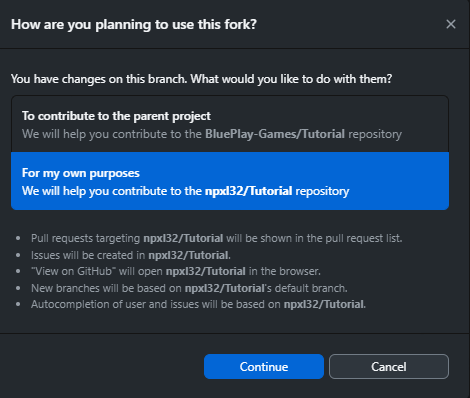 How are you planning to use this fork?
You have changes on this branch. What would you like to do with them?
To contribute to the parent project
We will help you contribute to the BluePlay-Games/Tutorial repository
For my own purposes
We will help you contribute to the npxl32/Tutorial repository
• Pull requests targeting npxl32/Tutorial will be shown in the pull request list.
• Issues will be created in npxl32/Tutorial.
• "View on GitHub" will open npxl32/Tutorial in the browser.
• New branches will be based on npxl32/Tutorial's default branch.
• Autocompletion of user and issues will be based on npxl32/Tutorial.
Continue
Cancel